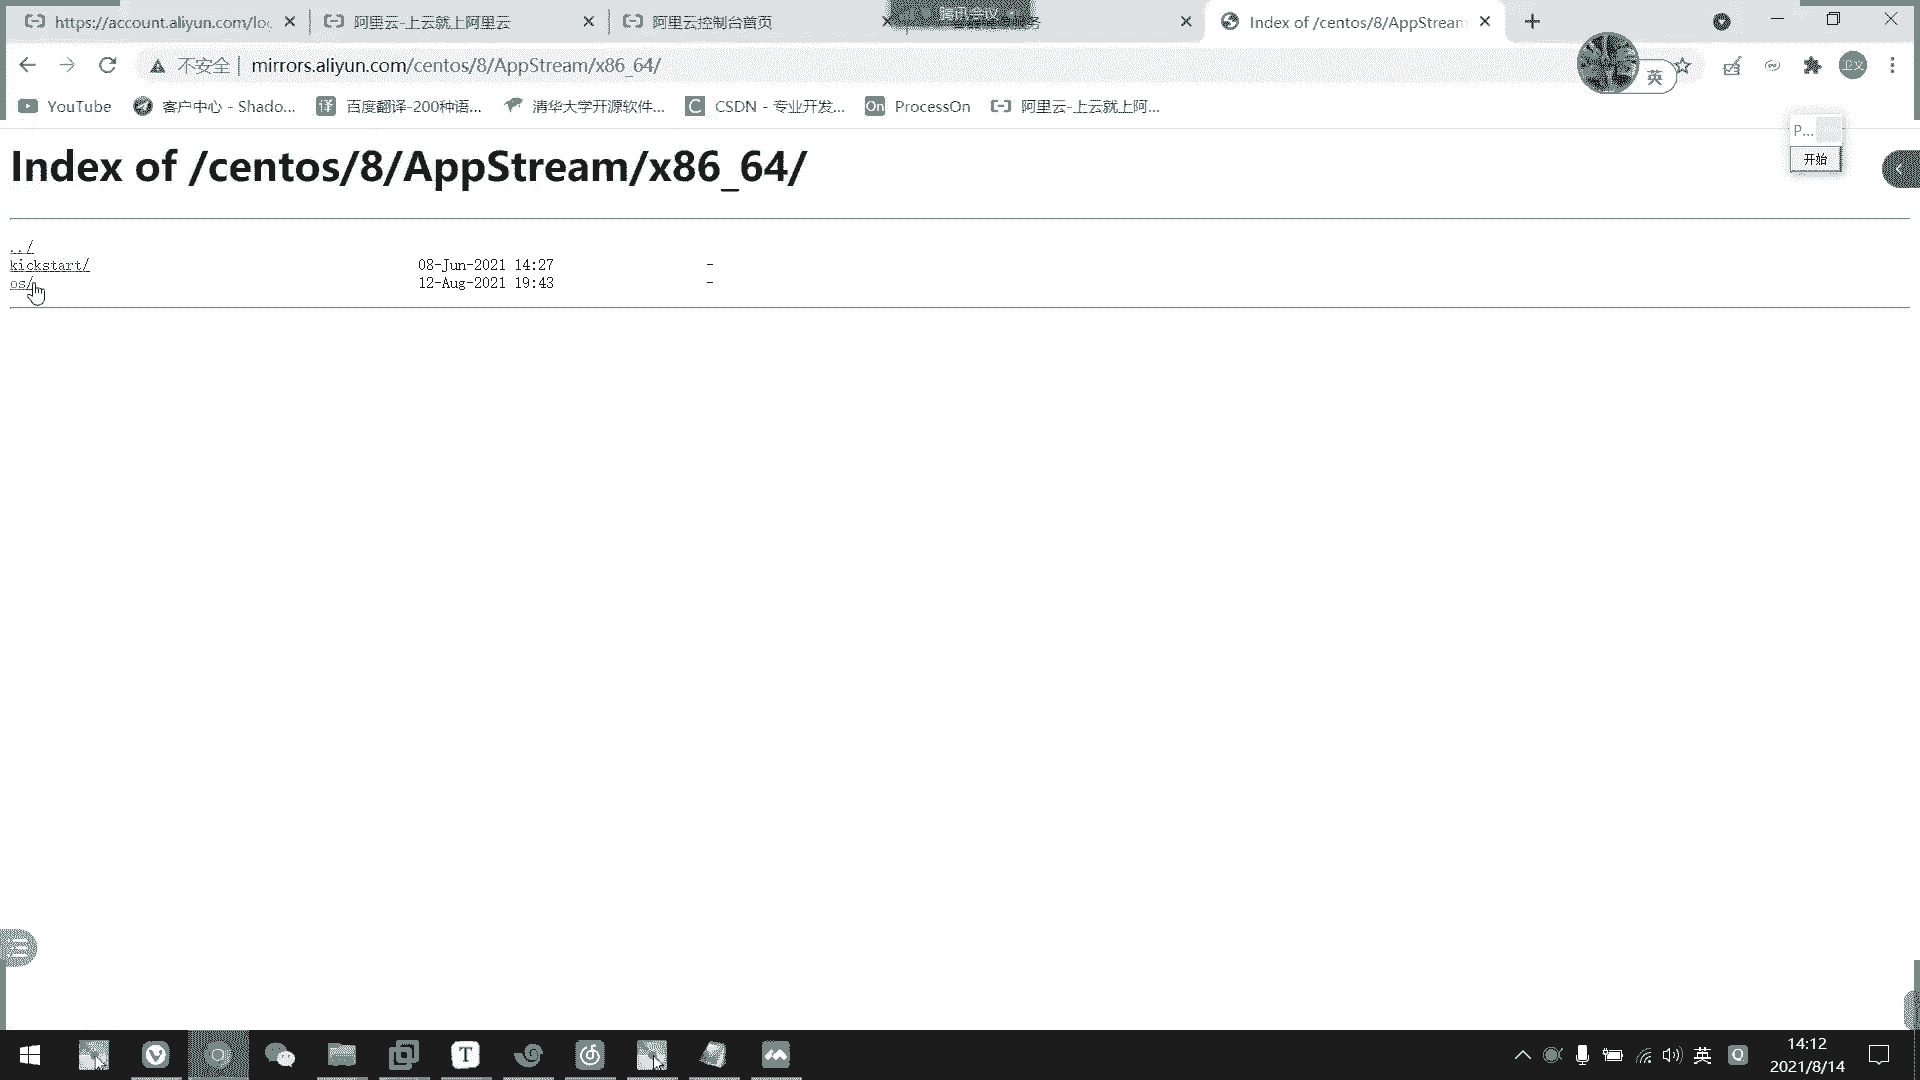 https://account.aliyun.com/lo
阿里云-上云就上阿里云
阿里云控制台首页
腾讯会议
Index of /centos/8/AppStream
不安全
mirrors.aliyun.com/centos/8/AppStream/x86_64/
英
YouTube
客户中心 - Shado...
译 百度翻译-200种语...
清华大学开源软件...
C CSDN - 专业开发...
On ProcessOn
阿里云-上云就上阿...
P...
开始
Index of /centos/8/AppStream/x86_64/
../
kickstart/ 08-Jun-2021 14:27 -
os/ 12-Aug-2021 19:43 -
T
英
Q
14:12
2021/8/14